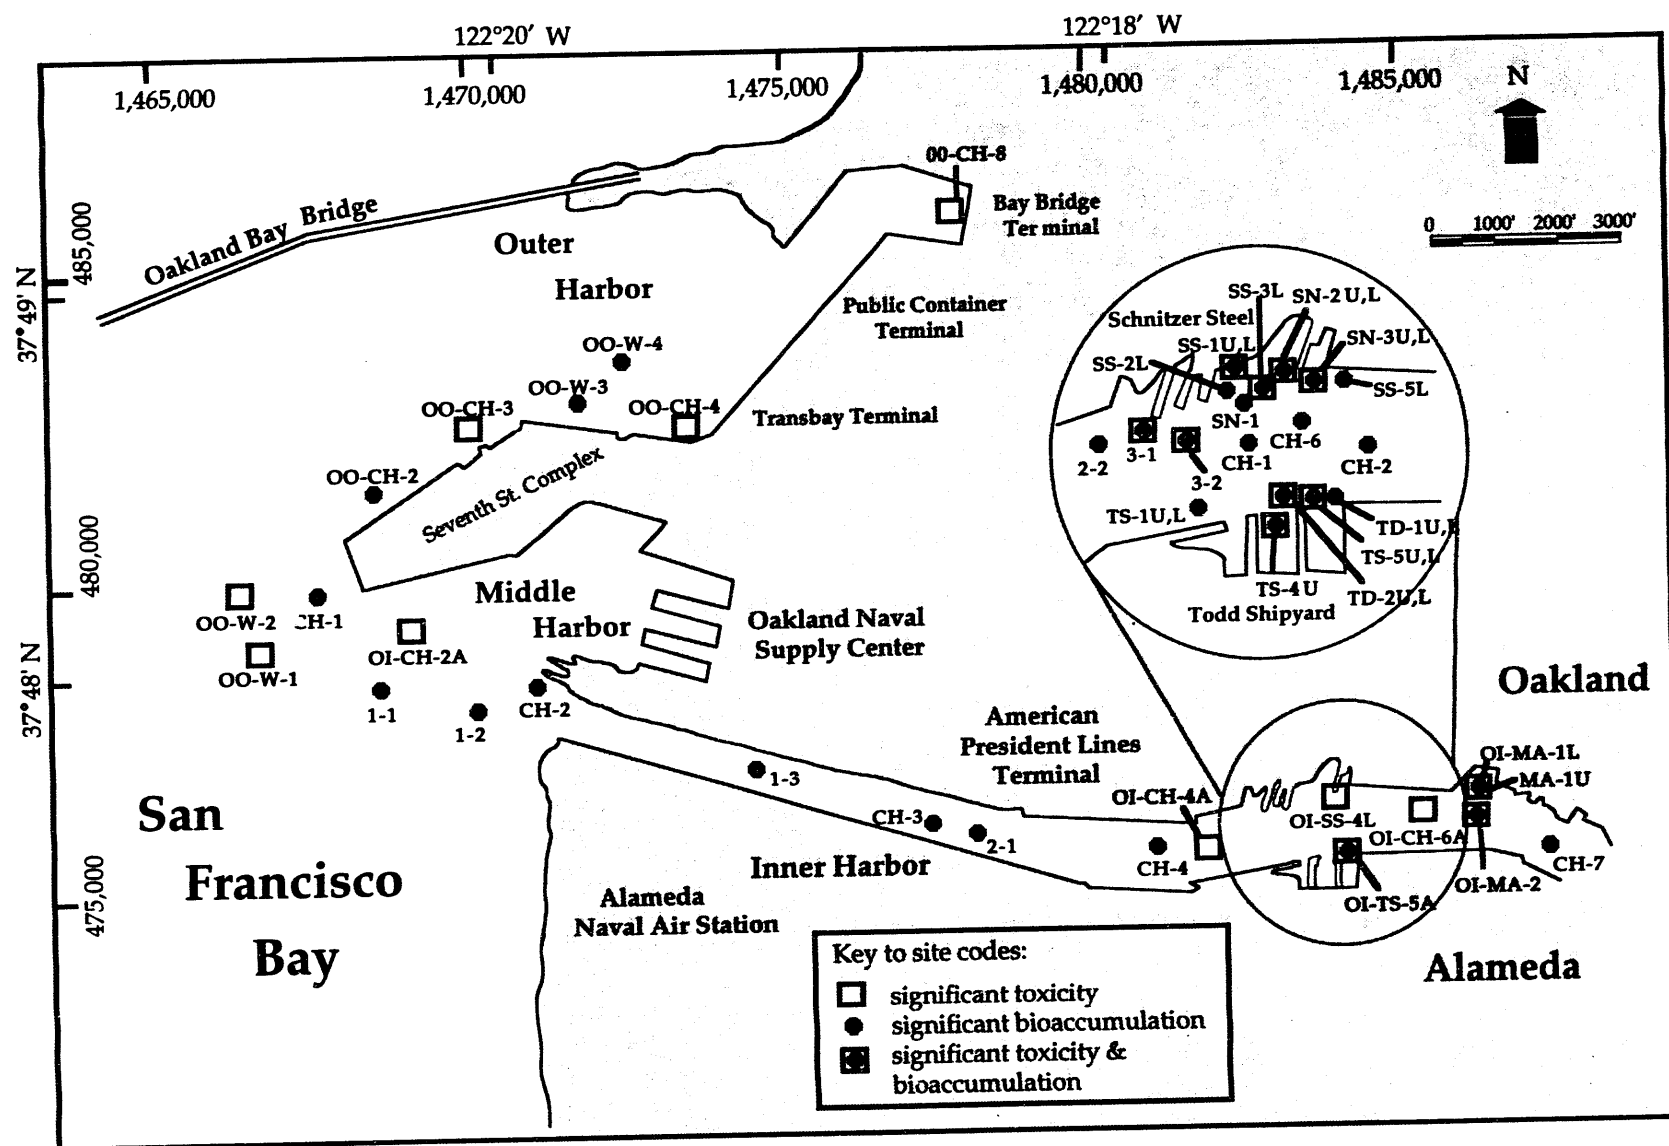 122°20' W
122°18' W
1,465,000
1,470,000
1,475,000
1,480,000
1,485,000
N
00-CH-8
Bay Bridge
Ter minal
0 1000' 2000' 3000'
Oakland Bay Bridge
485,000
37°49' N
Outer
Harbor
Public Container
Terminal
SS-3L
SN-2 U,L
Schnitzer Steel
SS-1U,L
SN-3U,L
SS-2L
SS-5L
OO-W-4
OO-W-3
OO-CH-3
OO-CH-4
Transbay Terminal
SN-1
CH-6
2-2
3-1
CH-1
CH-2
3-2
OO-CH-2
Seventh St. Complex
TS-1U,L
TD-1U,L
TS-5U,L
TS-4 U
TD-2U,L
Todd Shipyard
480,000
Middle
Harbor
Oakland Naval
Supply Center
OO-W-2
CH-1
OI-CH-2A
OO-W-1
37°48' N
1-1
1-2
CH-2
Oakland
American
President Lines
Terminal
OI-MA-1L
MA-1U
1-3
OI-CH-4A
CH-3
2-1
OI-SS-4L
OI-CH-6A
San
Francisco
Bay
Inner Harbor
CH-4
CH-7
OI-MA-2
OI-TS-5A
475,000
Alameda
Naval Air Station
Alameda
Key to site codes:
significant toxicity
significant bioaccumulation
significant toxicity &
bioaccumulation